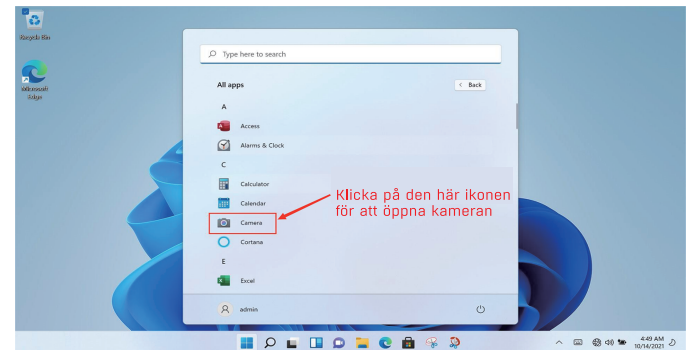 Recycle Bin
Microsoft
Edge
Type here to search
All apps
< Back
A
Access
Alarms & Clock
C
Calculator
Calendar
Camera
Cortana
E
Excel
admin
Klicka på den här ikonen
för att öppna kameran
4:49 AM
10/14/2021